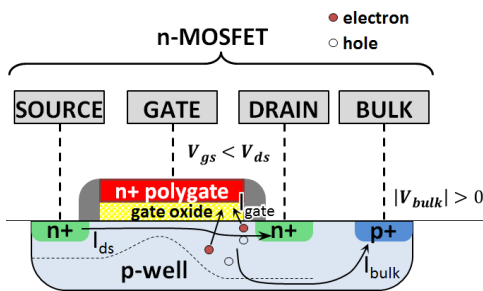 electron
hole
n-MOSFET
SOURCE GATE DRAIN BULK
V_gs < V_ds
|V_bulk| > 0
n+ polygate
gate oxide
I_gate
n+ n+ p+
I_ds
p-well
I_bulk